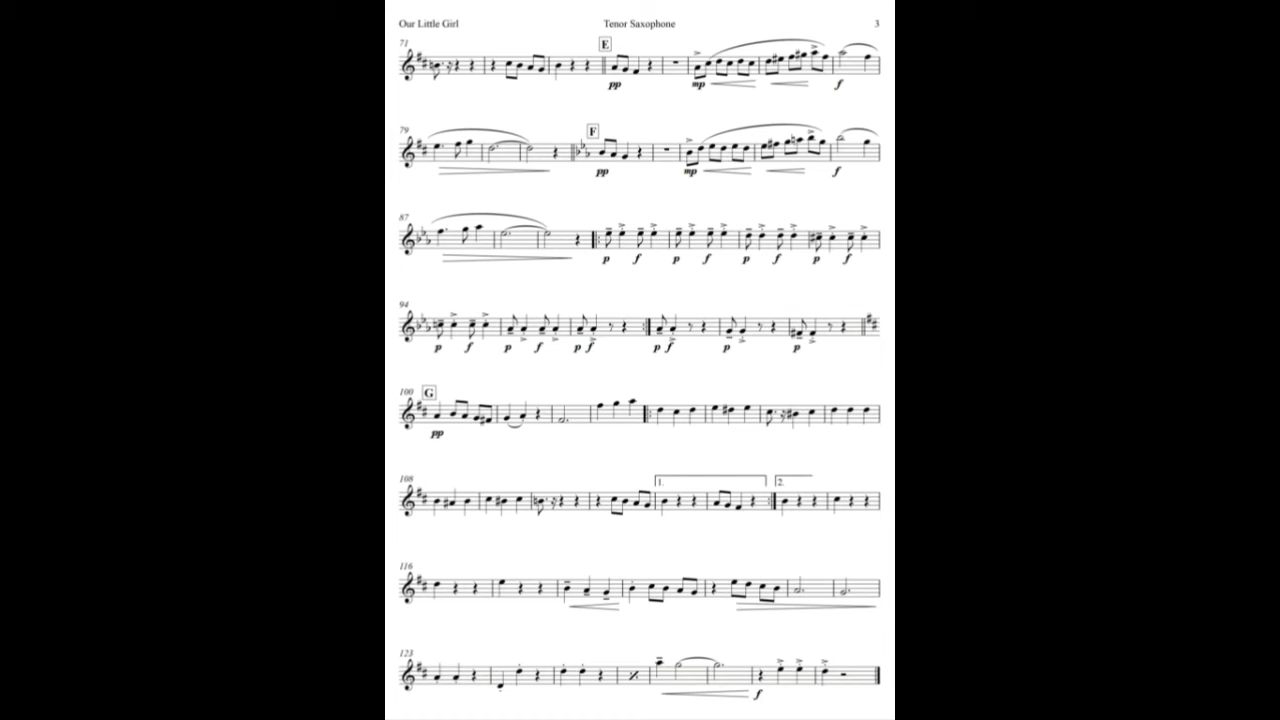 Our Little Girl Tenor Saxophone 3
E
71
pp mp f
F
79
pp mp f
87
p f p f p f p f
94
p f p f p f p f p p
G
100
pp
1. 2.
108
116
123
f